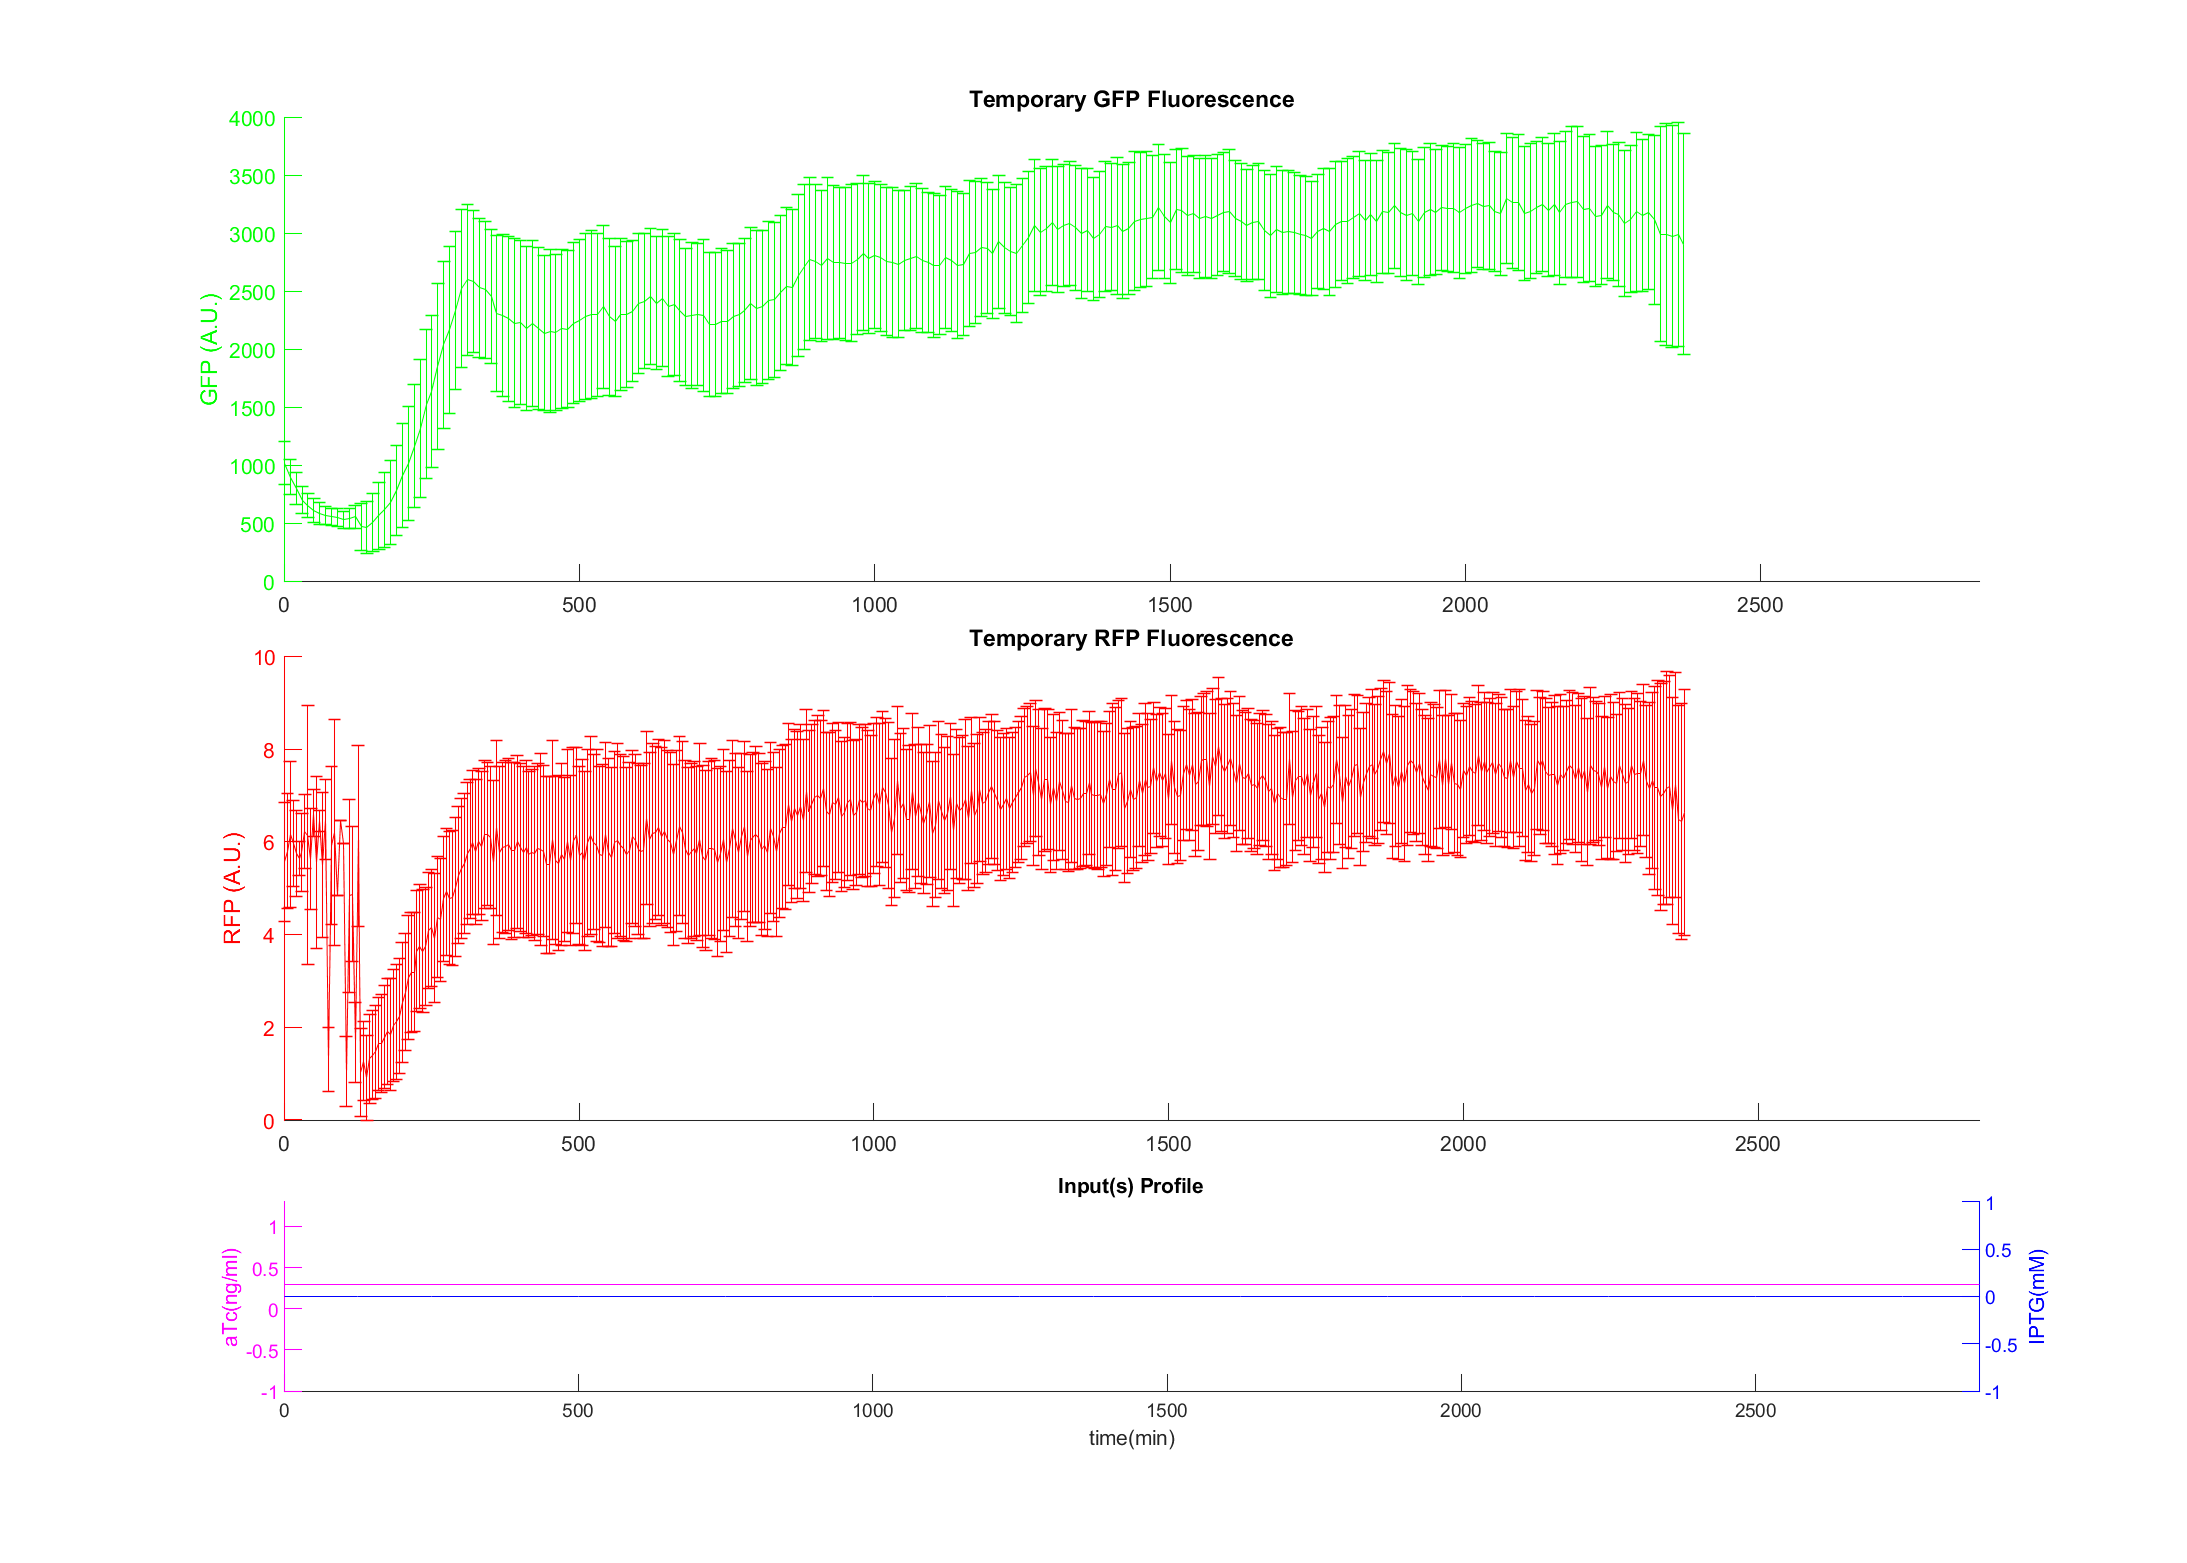 Temporary GFP Fluorescence
4000
3500
3000
2500
2000
1500
1000
500
0
GFP (A.U.)
0 500 1000 1500 2000 2500
Temporary RFP Fluorescence
10
8
6
4
2
0
RFP (A.U.)
0 500 1000 1500 2000 2500
Input(s) Profile
1
0.5
0
-0.5
-1
aTc(ng/ml)
1
0.5
0
-0.5
-1
IPTG(mM)
0 500 1000 1500 2000 2500
time(min)